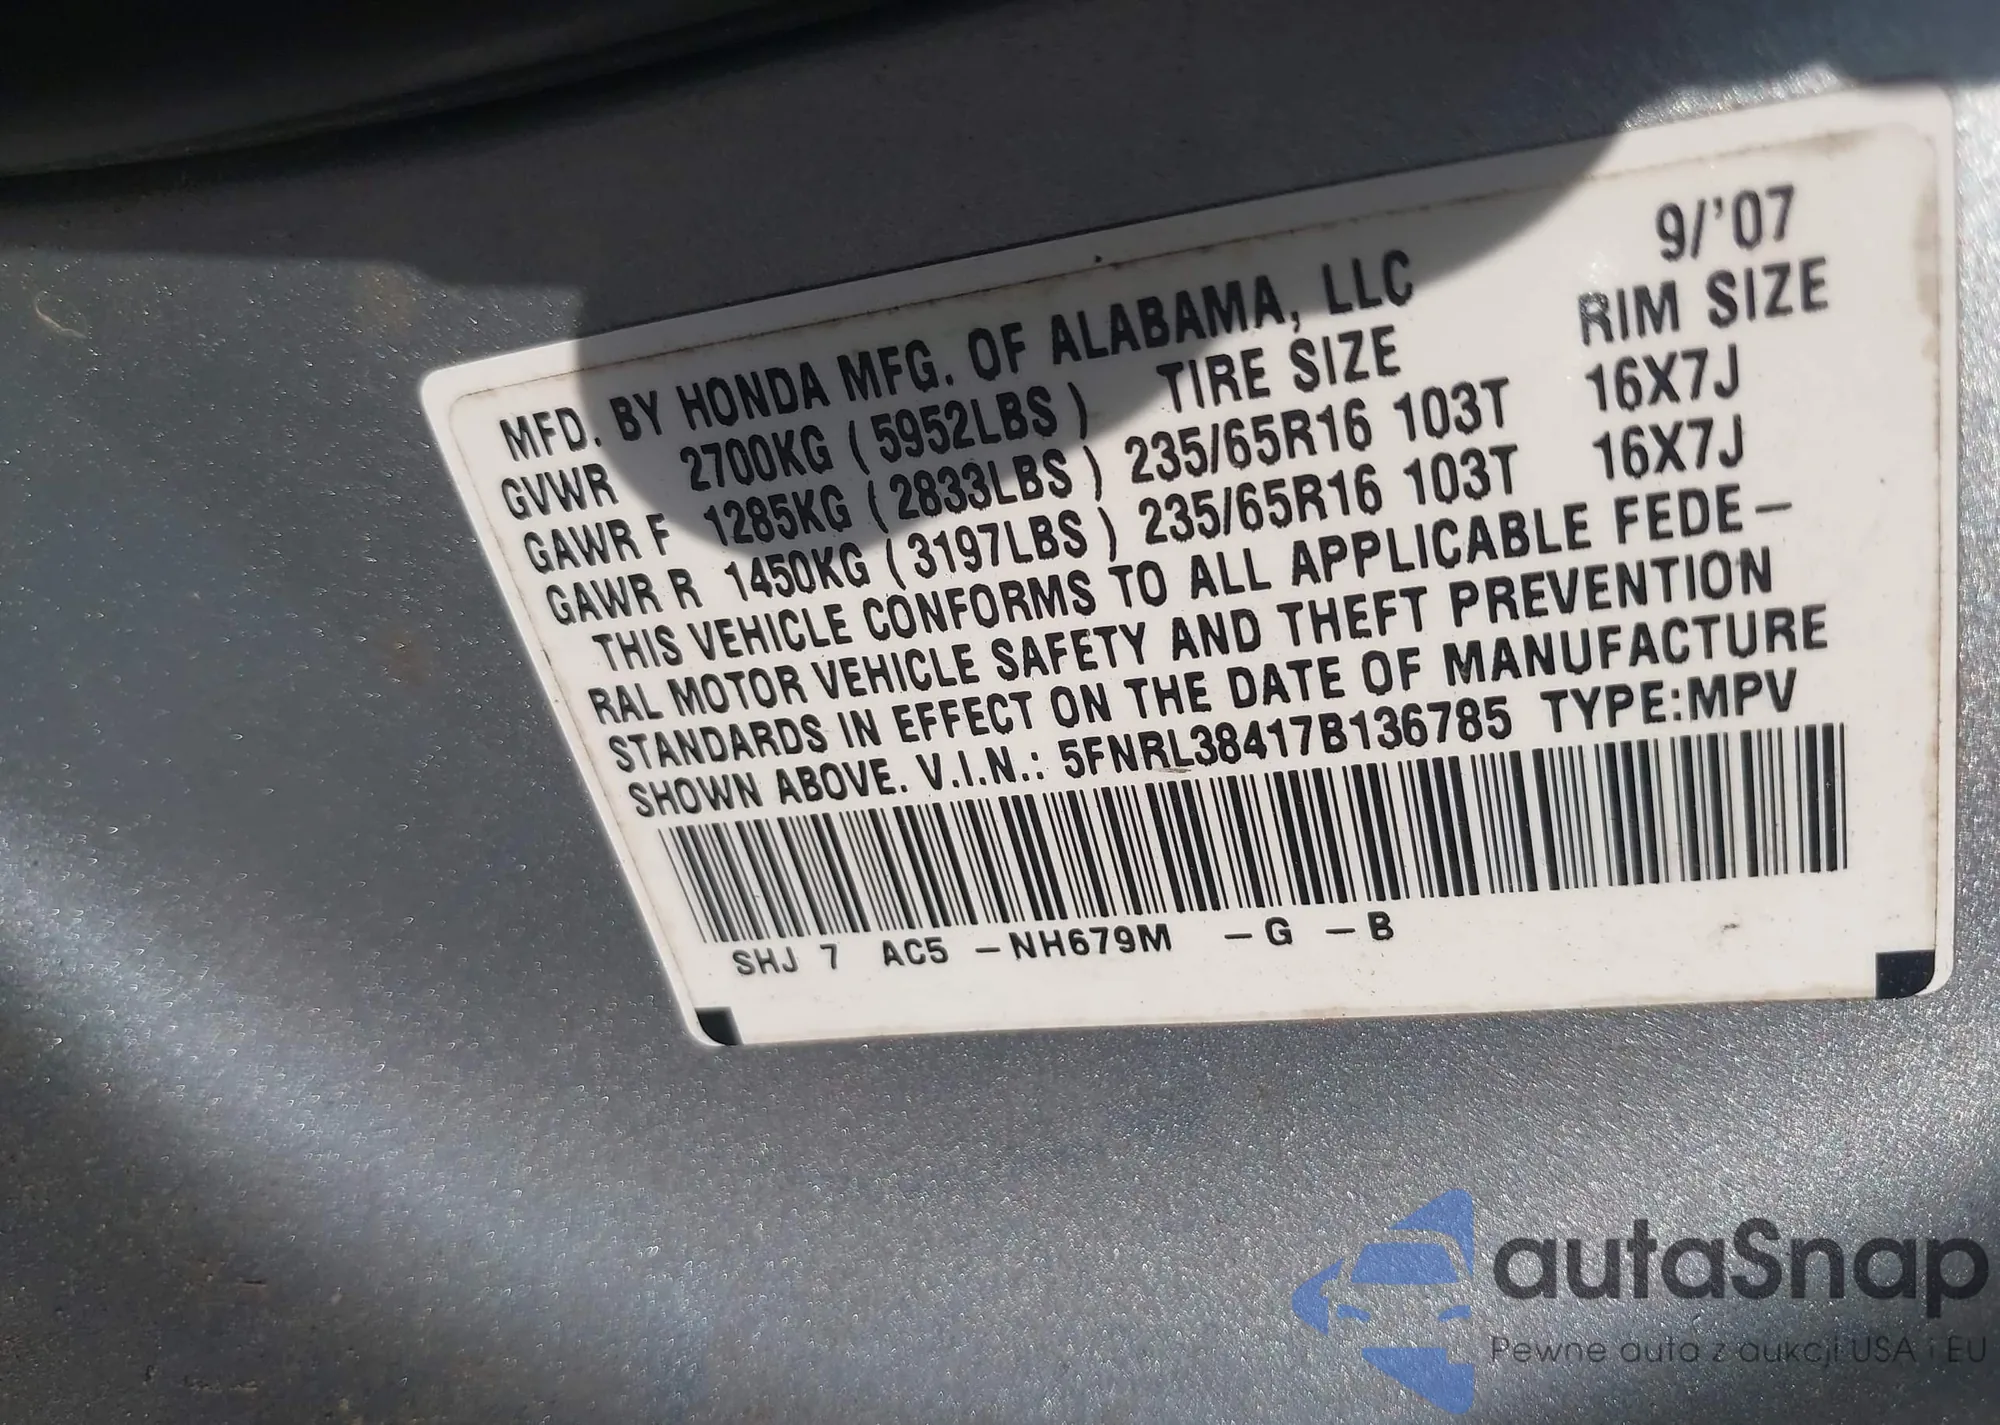 9/'07
MFD. BY HONDA MFG. OF ALABAMA, LLC
GVWR 2700KG (5952LBS) TIRE SIZE RIM SIZE
GAWR F 1285KG (2833LBS) 235/65R16 103T 16X7J
GAWR R 1450KG (3197LBS) 235/65R16 103T 16X7J
THIS VEHICLE CONFORMS TO ALL APPLICABLE FEDE-
RAL MOTOR VEHICLE SAFETY AND THEFT PREVENTION
STANDARDS IN EFFECT ON THE DATE OF MANUFACTURE
SHOWN ABOVE. V.I.N.: 5FNRL38417B136785 TYPE:MPV
SHJ 7 AC5 -NH679M -G -B
autaSnap
Pewne auta z aukcji USA i EU